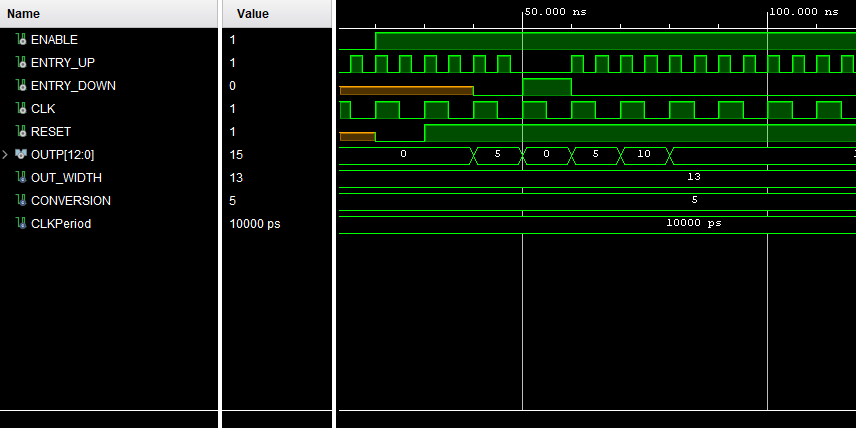 Name Value
50.000 ns 100.000 ns
ENABLE 1
ENTRY_UP 1
ENTRY_DOWN 0
CLK 1
RESET 1
OUTP[12:0] 15 0 5 0 5 10
OUT_WIDTH 13 13
CONVERSION 5 5
CLKPeriod 10000 ps 10000 ps